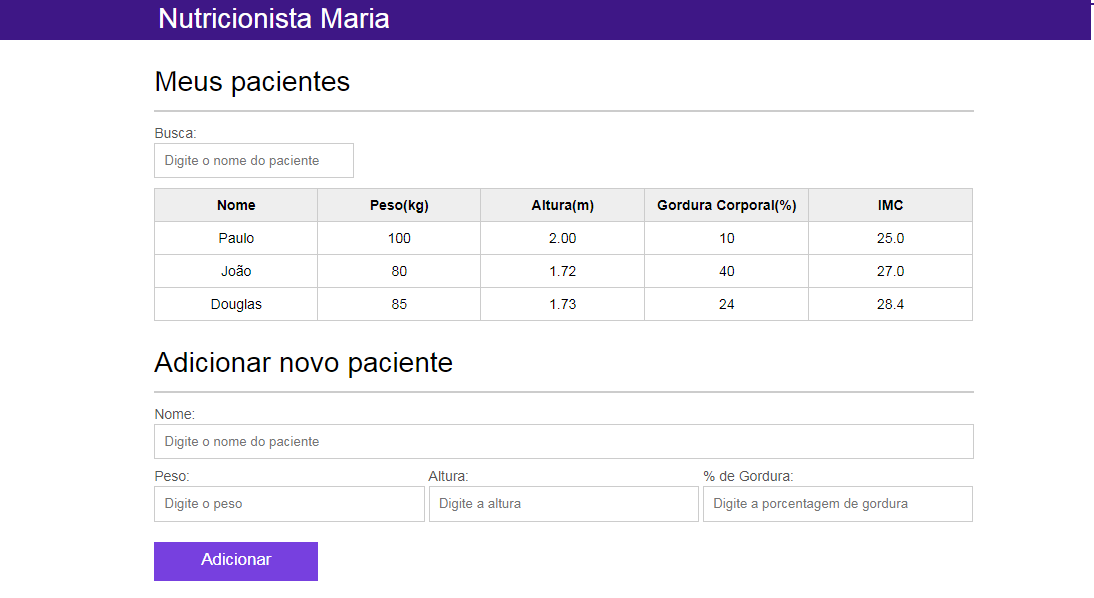 Nutricionista Maria
Meus pacientes
Busca:
Digite o nome do paciente
Nome Peso(kg) Altura(m) Gordura Corporal(%) IMC
Paulo 100 2.00 10 25.0
João 80 1.72 40 27.0
Douglas 85 1.73 24 28.4
Adicionar novo paciente
Nome:
Digite o nome do paciente
Peso: Altura: % de Gordura:
Digite o peso Digite a altura Digite a porcentagem de gordura
Adicionar